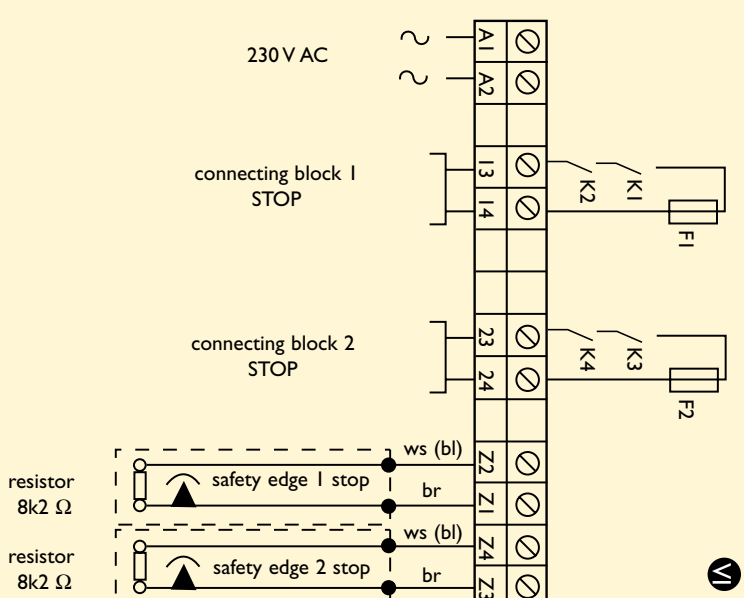 230 V AC
A1
A2
connecting block 1
STOP
13
14
K2
K1
F1
connecting block 2
STOP
23
24
K4
K3
F2
ws (bl)
Z2
resistor
8k2 Ω
safety edge 1 stop
br
Z1
ws (bl)
Z4
resistor
8k2 Ω
safety edge 2 stop
br
Z3
VI